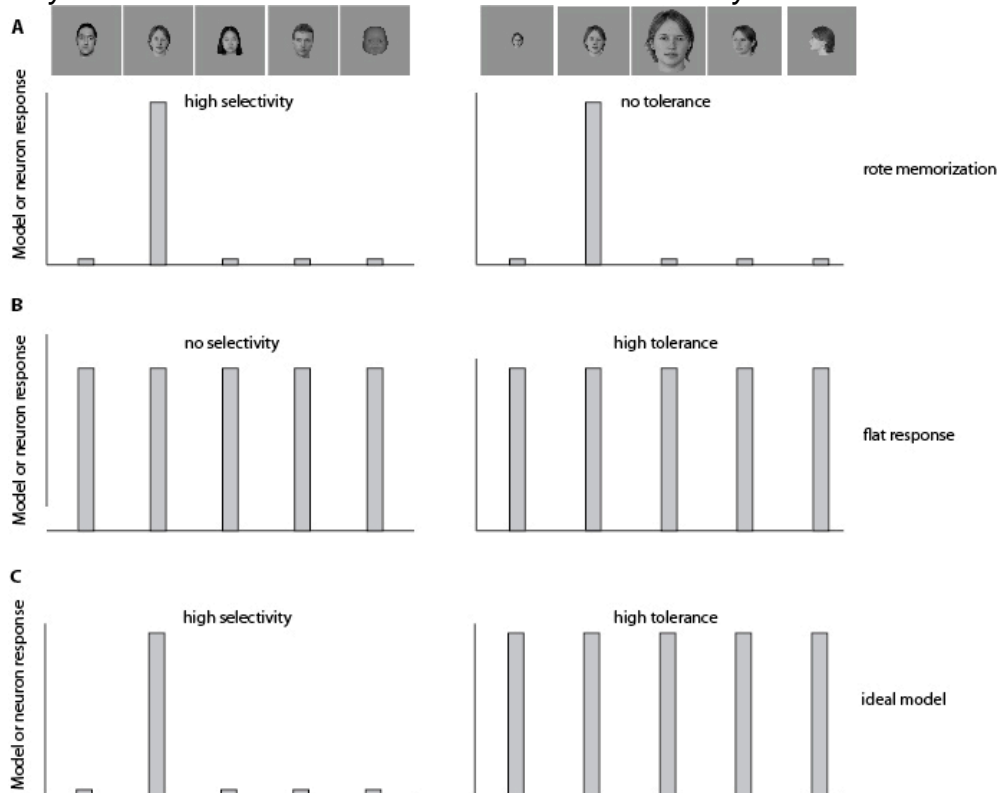 A
Model or neuron response
high selectivity
no tolerance
rote memorization
B
Model or neuron response
no selectivity
high tolerance
flat response
C
Model or neuron response
high selectivity
high tolerance
ideal model